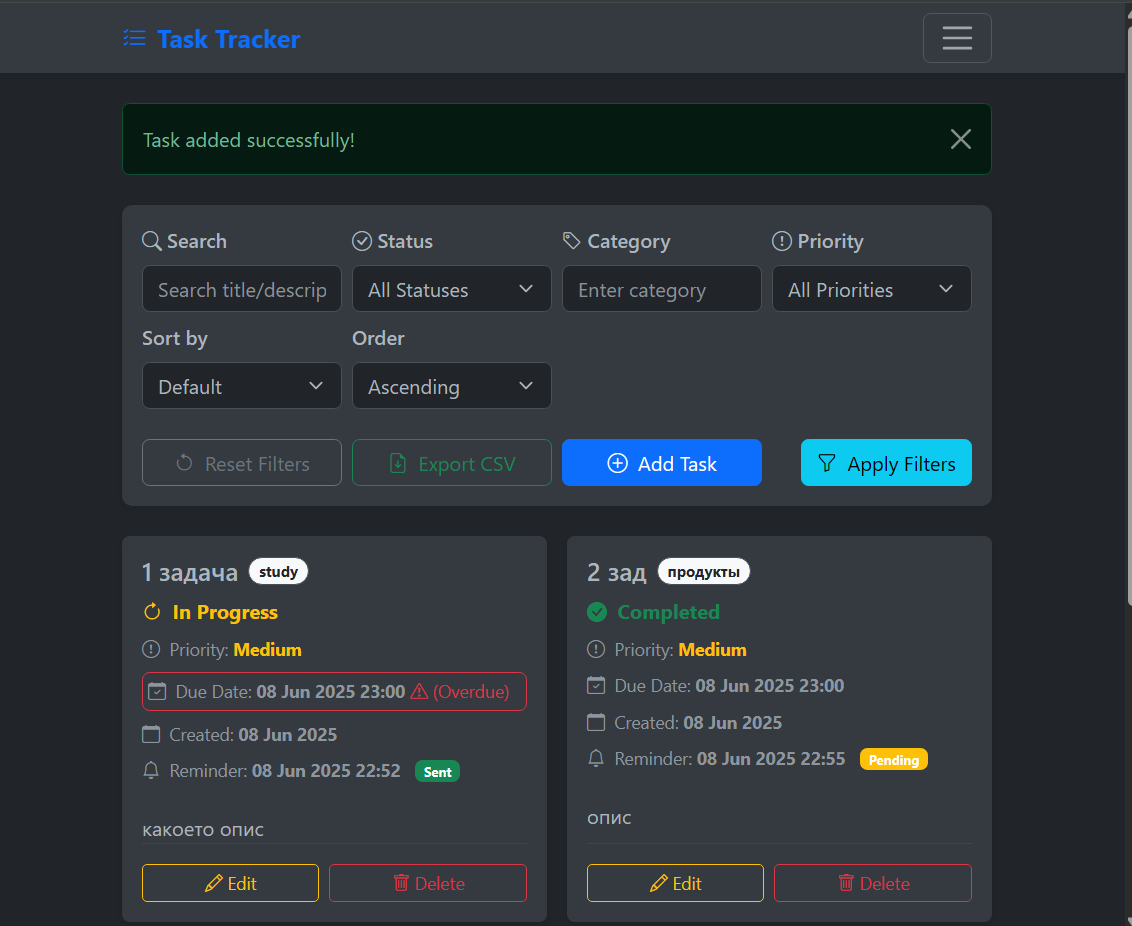 Task Tracker
Task added successfully!
Search Status Category Priority
Search title/descrip All Statuses Enter category All Priorities
Sort by Order
Default Ascending
Reset Filters Export CSV Add Task Apply Filters
1 задача study
In Progress
Priority: Medium
Due Date: 08 Jun 2025 23:00 (Overdue)
Created: 08 Jun 2025
Reminder: 08 Jun 2025 22:52 Sent
какоето опис
Edit Delete
2 зад продукты
Completed
Priority: Medium
Due Date: 08 Jun 2025 23:00
Created: 08 Jun 2025
Reminder: 08 Jun 2025 22:55 Pending
опис
Edit Delete